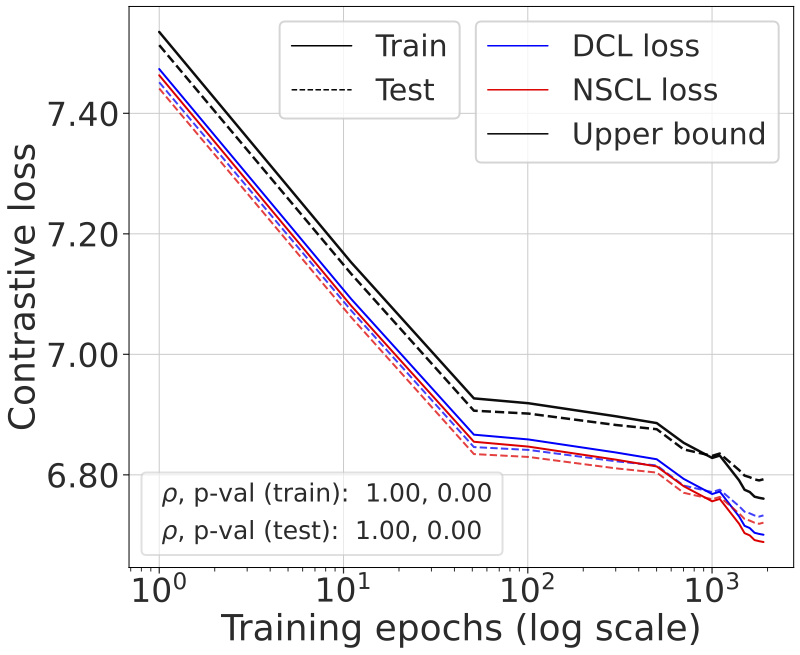 Train
Test
DCL loss
NSCL loss
Upper bound
Contrastive loss
7.40
7.20
7.00
6.80
ρ, p-val (train): 1.00, 0.00
ρ, p-val (test): 1.00, 0.00
10⁰ 10¹ 10² 10³
Training epochs (log scale)